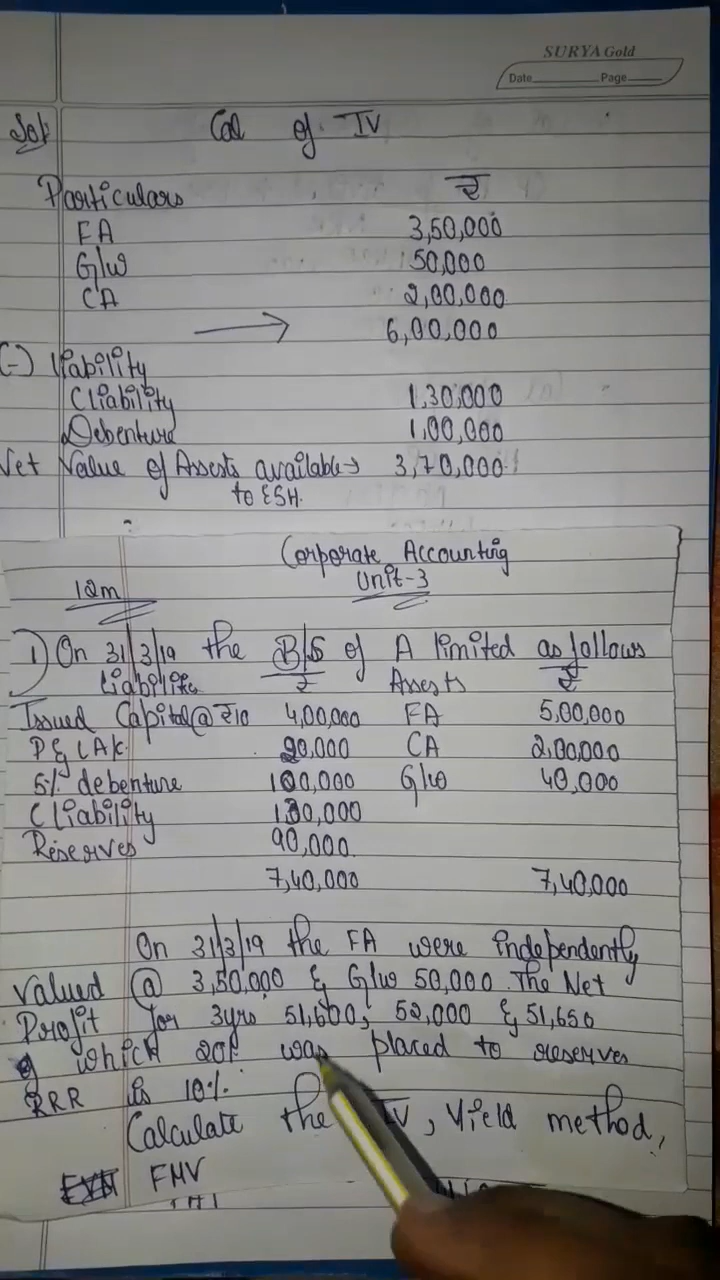 SURYA Gold
Date Page
Sol Cal of IV
Particulars ₹
FA 3,50,000
G/w 50,000
CA 2,00,000
6,00,000
(-) Liability
CLiability 1,30,000
Debenture 1,00,000
Net Value of Assests available→ 3,70,000
to ESH.
Corporate Accounting
12m Unit-3
1) On 31/3/19 the B/S of A limited as follows
₹ Assests ₹
Issued Capital@ ₹10 4,00,000 FA 5,00,000
P&L A/c 20,000 CA 2,00,000
5% debenture 100,000 G/w 40,000
CLiability 130,000
Reserves 90,000
7,40,000 7,40,000
On 31/3/19 the FA were independently
Valued @ 3,50,000 & G/w 50,000 The Net
Profit for 3yrs 51,600, 52,000 & 51,650
of which 20% was placed to reserves
RRR is 10%.
Calculate the IV, Yield method,
FMV